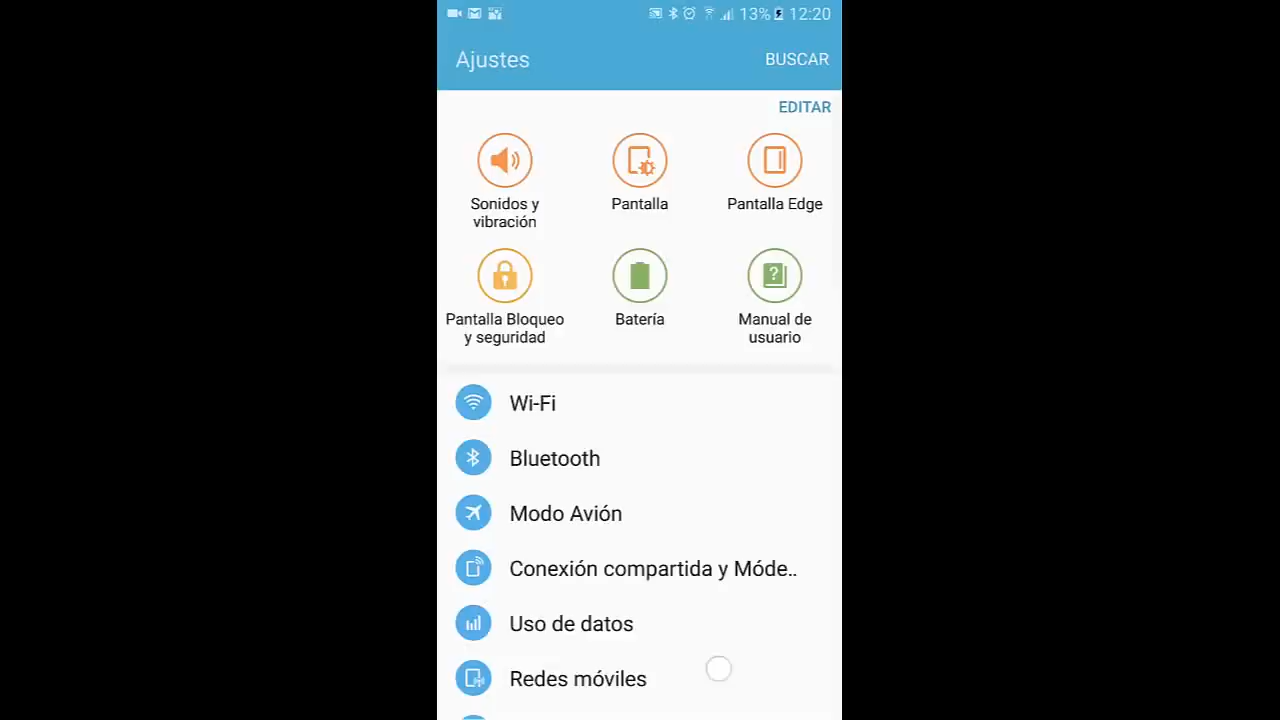 13% 12:20
Ajustes BUSCAR
EDITAR
Sonidos y
vibración
Pantalla
Pantalla Edge
Pantalla Bloqueo
y seguridad
Batería
Manual de
usuario
Wi-Fi
Bluetooth
Modo Avión
Conexión compartida y Móde..
Uso de datos
Redes móviles